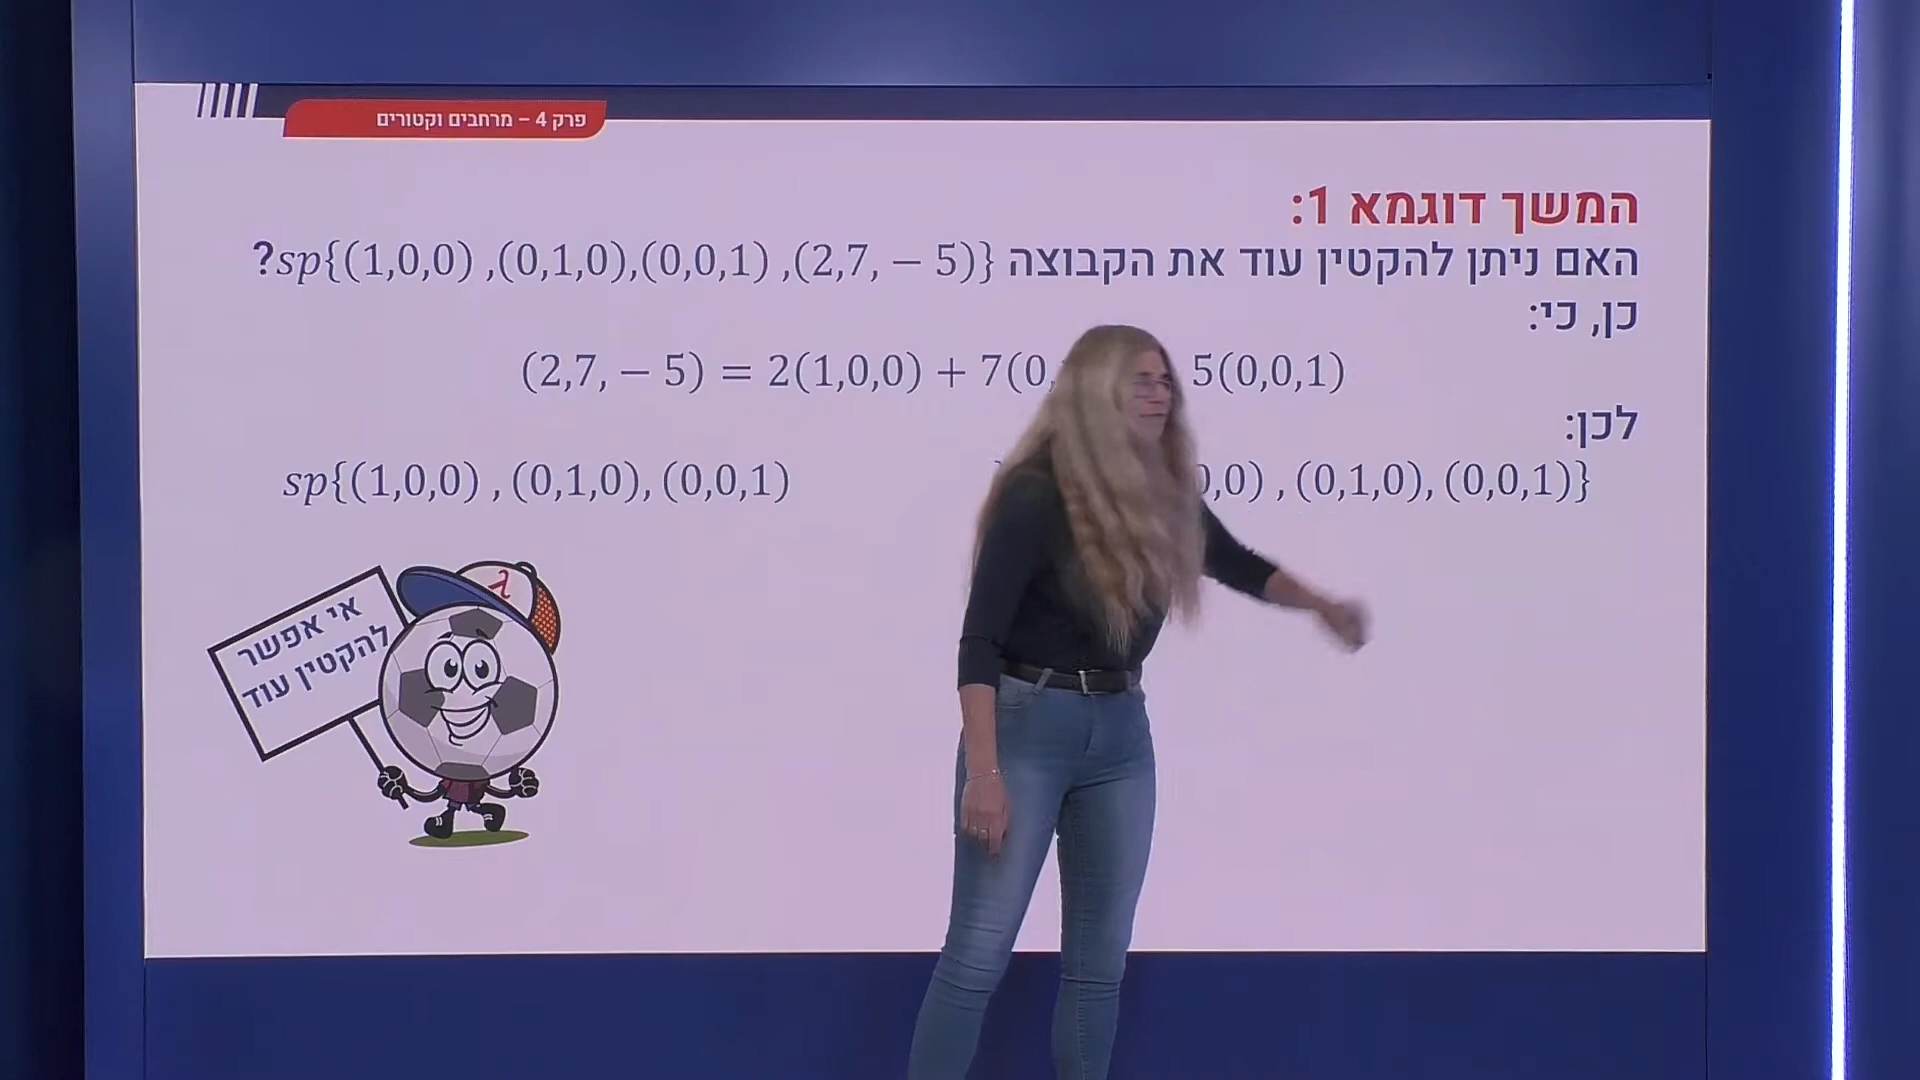 פרק 4 – מרחבים וקטורים
המשך דוגמא 1:
האם ניתן להקטין עוד את הקבוצה sp{(1,0,0) ,(0,1,0),(0,0,1) ,(2,7, − 5)}?
כן, כי:
(2,7, − 5) = 2(1,0,0) + 7(0, 5(0,0,1)
לכן:
sp{(1,0,0) , (0,1,0), (0,0,1) ,0) , (0,1,0), (0,0,1)}
אי אפשר
להקטין עוד